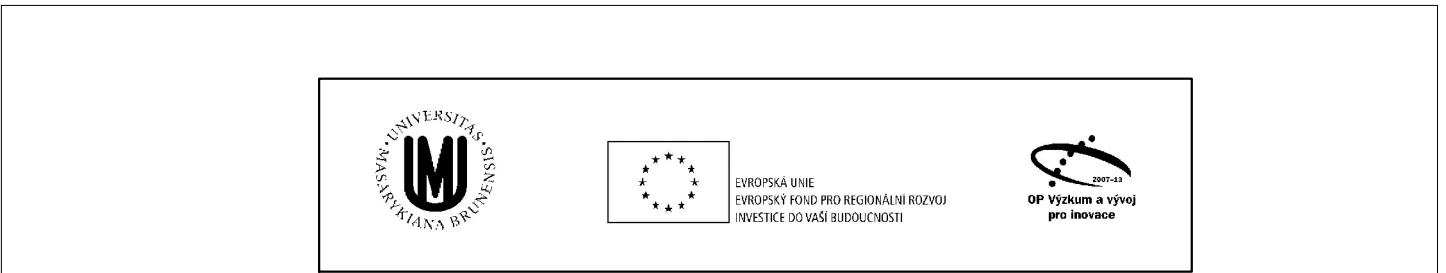 UNIVERSITAS · MASARYKIANA BRUNENSIS ·
MU
EVROPSKÁ UNIE
EVROPSKÝ FOND PRO REGIONÁLNÍ ROZVOJ
INVESTICE DO VAŠÍ BUDOUCNOSTI
2007-13
OP Výzkum a vývoj
pro inovace